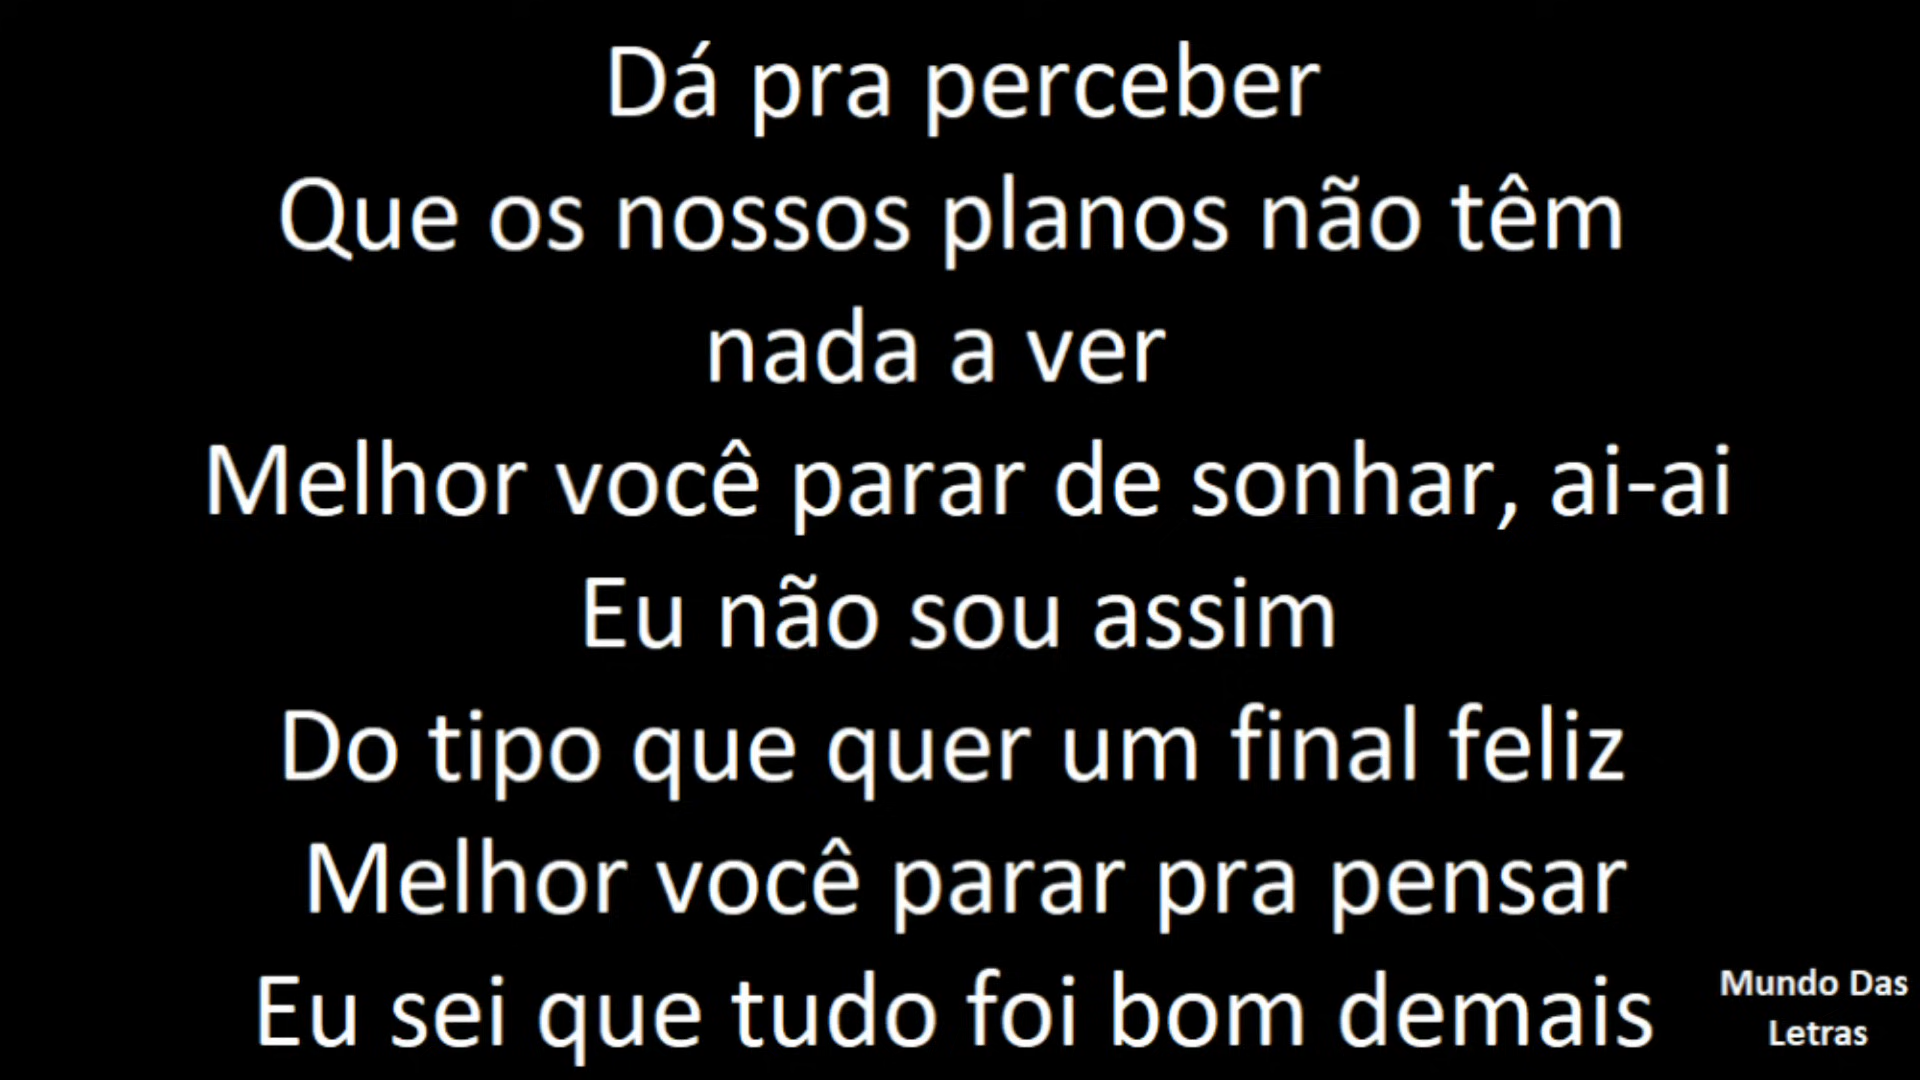 Dá pra perceber
Que os nossos planos não têm
nada a ver
Melhor você parar de sonhar, ai-ai
Eu não sou assim
Do tipo que quer um final feliz
Melhor você parar pra pensar
Eu sei que tudo foi bom demais
Mundo Das
Letras